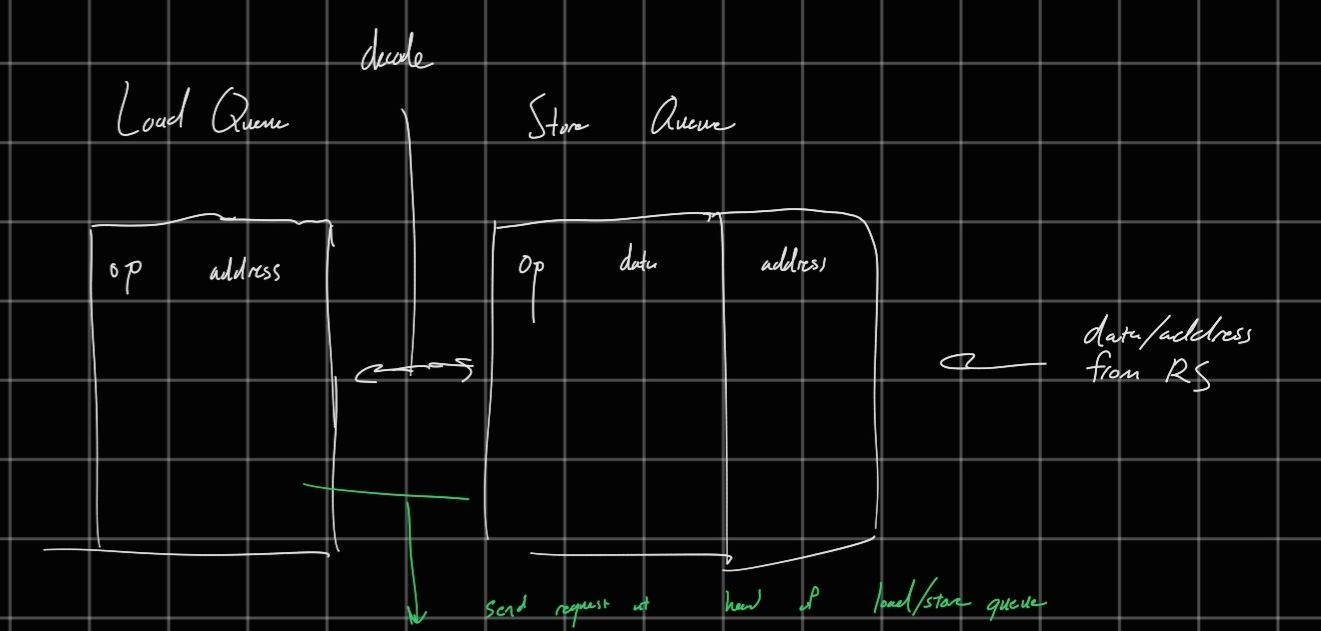 decode
Load Queue
Store Queue
op address
op data address
data/address
from RS
send request at head of load/store queue